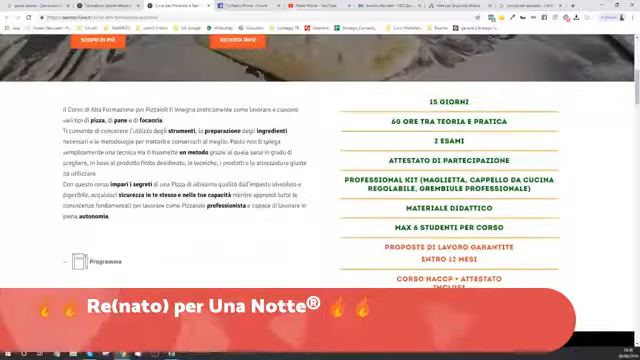 SCOPRI DI PIÙ
RICHIEDI INFO
Il Corso di Alta Formazione per Pizzaioli ti insegna praticamente come lavorare e cuocere
vari tipi di pizza, di pane e di focaccia.
Ti consente di conoscere l'utilizzo degli strumenti, la preparazione degli ingredienti
necessari e le metodologie per trattarli e conservarli al meglio. Paolo non ti spiega
semplicemente una tecnica ma ti trasmette un metodo grazie al quale sarai in grado di
scegliere, in base al prodotto finito desiderato, le tecniche, i prodotti o le attrezzature giuste
da utilizzare.
Con questo corso impari i segreti di una Pizza di altissima qualità dall'impasto alveolato e
digeribile, acquisisci sicurezza in te stesso e nelle tue capacità mentre apprendi tutte le
conoscenze fondamentali per lavorare come Pizzaiolo professionista e capace di lavorare in
piena autonomia.
Programma
15 GIORNI
60 ORE TRA TEORIA E PRATICA
2 ESAMI
ATTESTATO DI PARTECIPAZIONE
PROFESSIONAL KIT (MAGLIETTA, CAPPELLO DA CUCINA
REGOLABILE, GREMBIULE PROFESSIONALE)
MATERIALE DIDATTICO
MAX 6 STUDENTI PER CORSO
PROPOSTE DI LAVORO GARANTITE
ENTRO 12 MESI
CORSO HACCP + ATTESTATO
INCLUSI
🔥 🔥 Re(nato) per Una Notte® 🔥 🔥